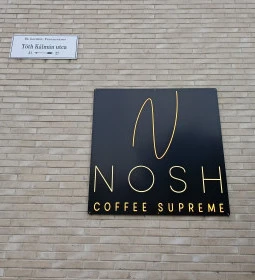 Tóth Kálmán utca
N
NOSH
COFFEE SUPREME